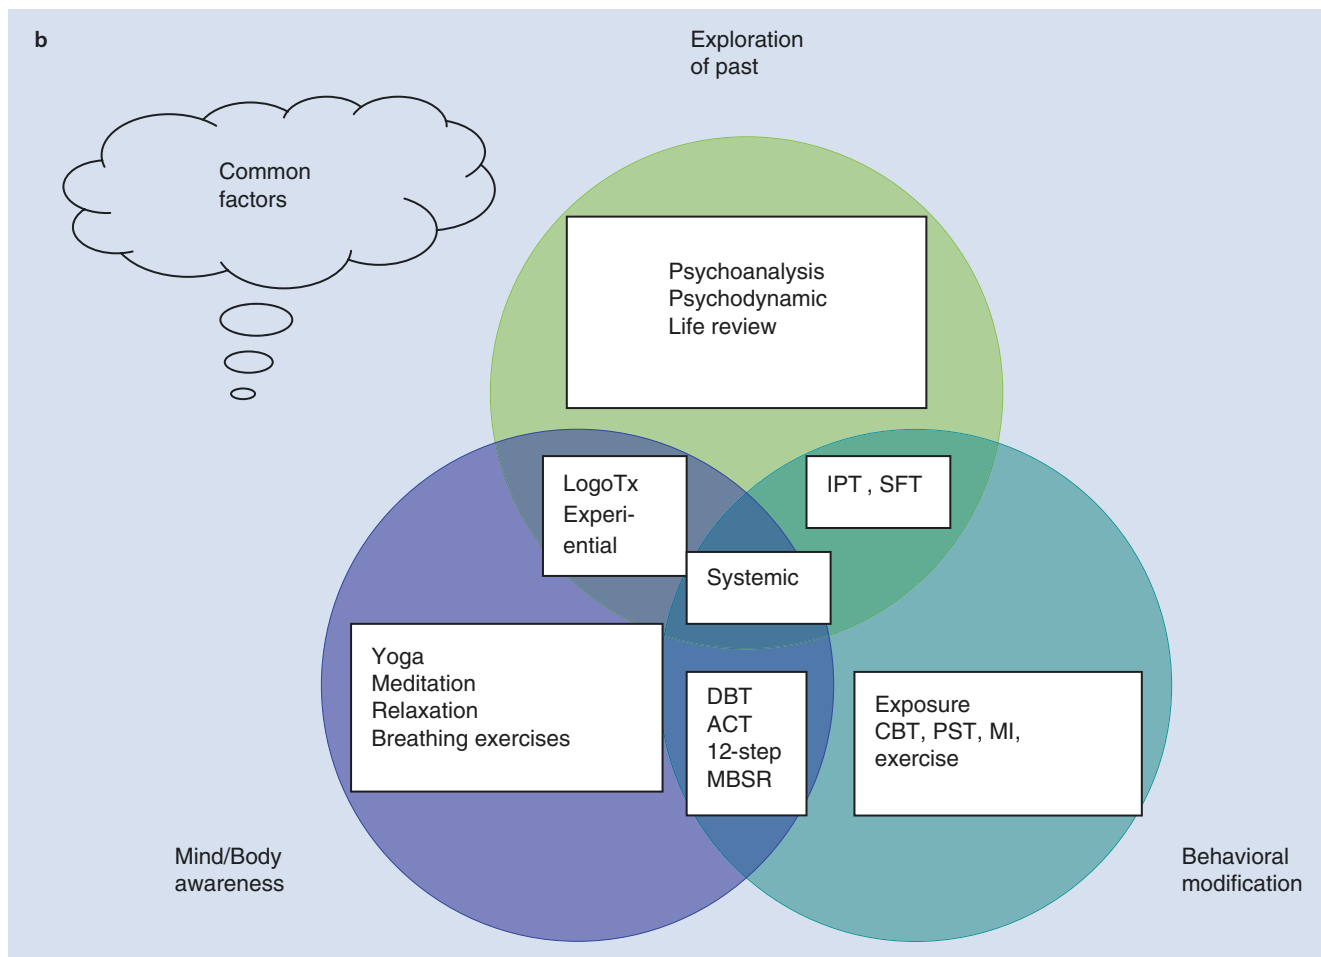 b
Exploration
of past
Common
factors
Psychoanalysis
Psychodynamic
Life review
LogoTx
Experi-
ential
IPT , SFT
Systemic
Yoga
Meditation
Relaxation
Breathing exercises
DBT
ACT
12-step
MBSR
Exposure
CBT, PST, MI,
exercise
Mind/Body
awareness
Behavioral
modification